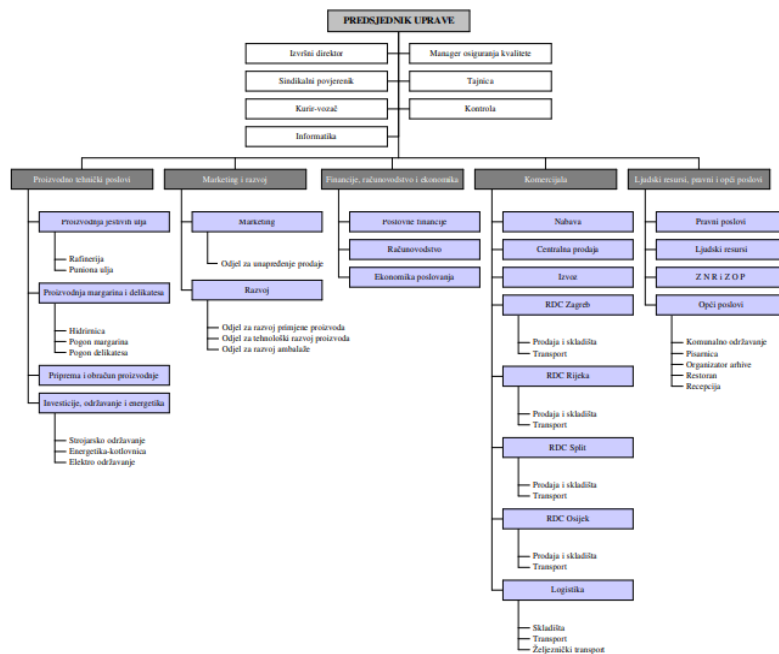 PREDSJEDNIK UPRAVE
Izvršni direktor
Manager osiguranja kvalitete
Sindikalni povjerenik
Tajnica
Kurir-vozač
Kontrola
Informatika
Proizvodno tehnički poslovi
Marketing i razvoj
Financije, računovodstvo i ekonomika
Komercijala
Ljudski resursi, pravni i opći poslovi
Proizvodnja jestivih ulja
Rafinerija
Puniona ulja
Proizvodnja margarina i delikatesa
Hidrirnica
Pogon margarina
Pogon delikatesa
Priprema i obračun proizvodnje
Investicije, održavanje i energetika
Strojarsko održavanje
Energetika-kotlovnica
Elektro održavanje
Marketing
Odjel za unapređenje prodaje
Razvoj
Odjel za razvoj primjene proizvoda
Odjel za tehnološki razvoj proizvoda
Odjel za razvoj ambalaže
Poslovne financije
Računovodstvo
Ekonomika poslovanja
Nabava
Centralna prodaja
Izvoz
RDC Zagreb
Prodaja i skladišta
Transport
RDC Rijeka
Prodaja i skladišta
Transport
RDC Split
Prodaja i skladišta
Transport
RDC Osijek
Prodaja i skladišta
Transport
Logistika
Skladišta
Transport
Željeznički transport
Pravni poslovi
Ljudski resursi
Z N R i Z O P
Opči poslovi
Komunalno održavanje
Pisarnica
Organizator arhive
Restoran
Recepcija